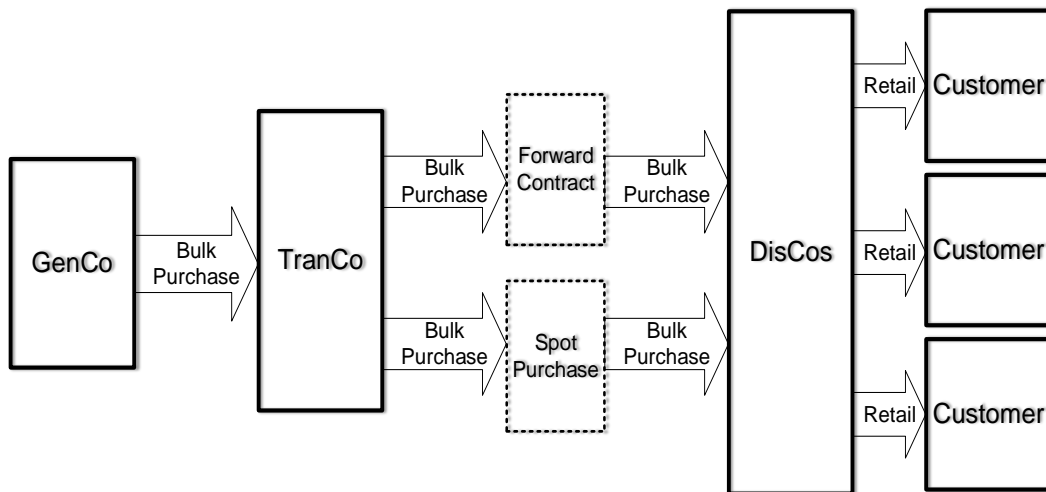 GenCo
Bulk
Purchase
TranCo
Bulk
Purchase
Forward
Contract
Bulk
Purchase
Bulk
Purchase
Spot
Purchase
Bulk
Purchase
DisCos
Retail
Customer
Retail
Customer
Retail
Customer